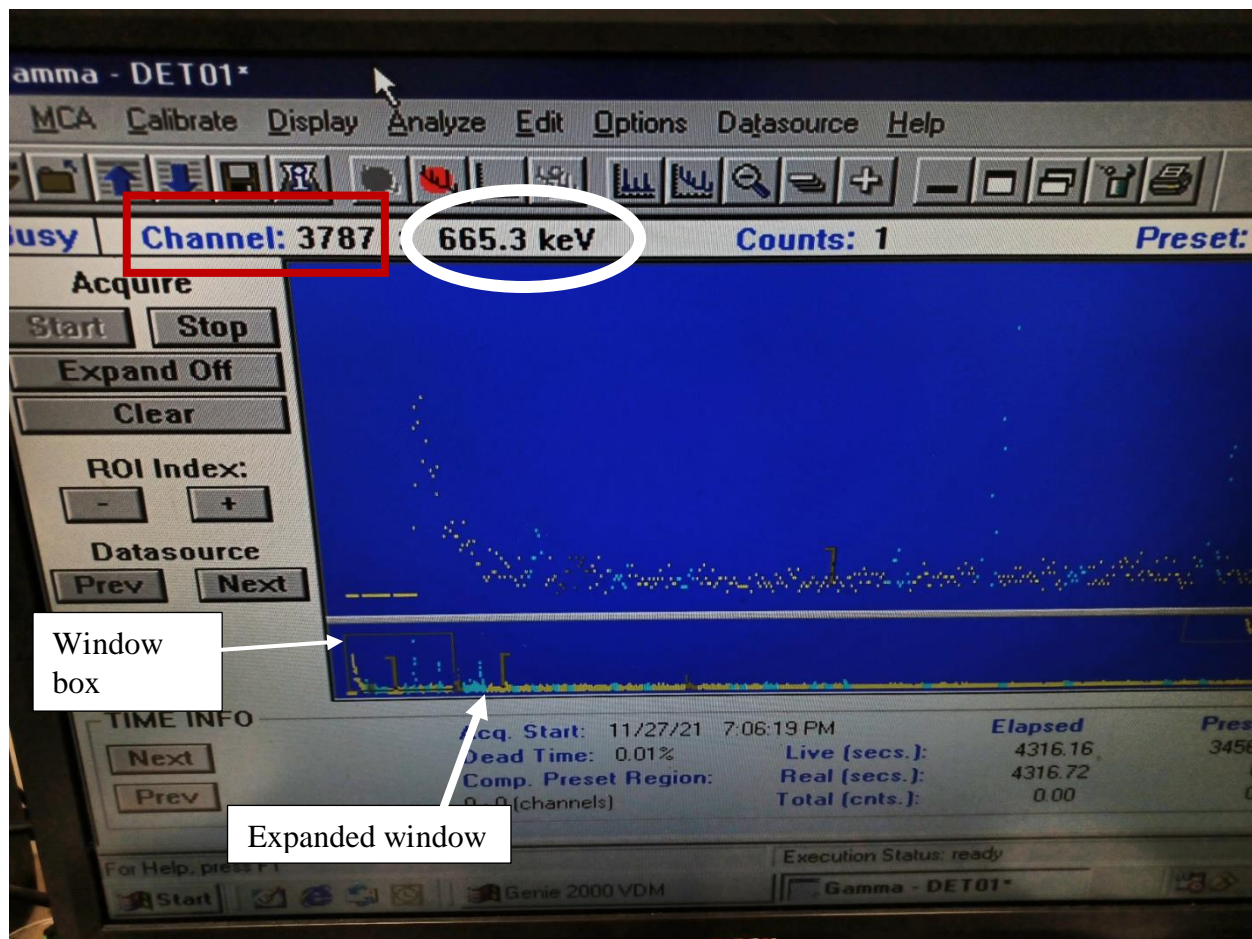 amma - DET01*
MCA Calibrate Display Analyze Edit Options Datasource Help
usy Channel: 3787 : 665.3 keV Counts: 1 Preset:
Acquire
Start Stop
Expand Off
Clear
ROI Index:
- +
Datasource
Prev Next
Window
box
TIME INFO
Next
Prev
Acq. Start: 11/27/21 7:06:19 PM
Dead Time: 0.01%
Comp. Preset Region:
0 - 0 (channels)
Elapsed Pres
Live (secs.): 4316.16 3456
Real (secs.): 4316.72
Total (cnts.): 0.00
Expanded window
For Help, press F1
Execution Status: ready
Start Genie 2000 VDM Gamma - DET01*